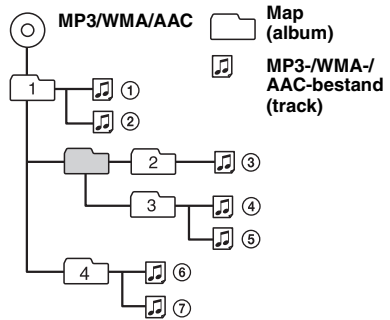 MP3/WMA/AAC
Map
(album)
MP3-/WMA-/
AAC-bestand
(track)
1
①
②
2
③
3
④
⑤
4
⑥
⑦